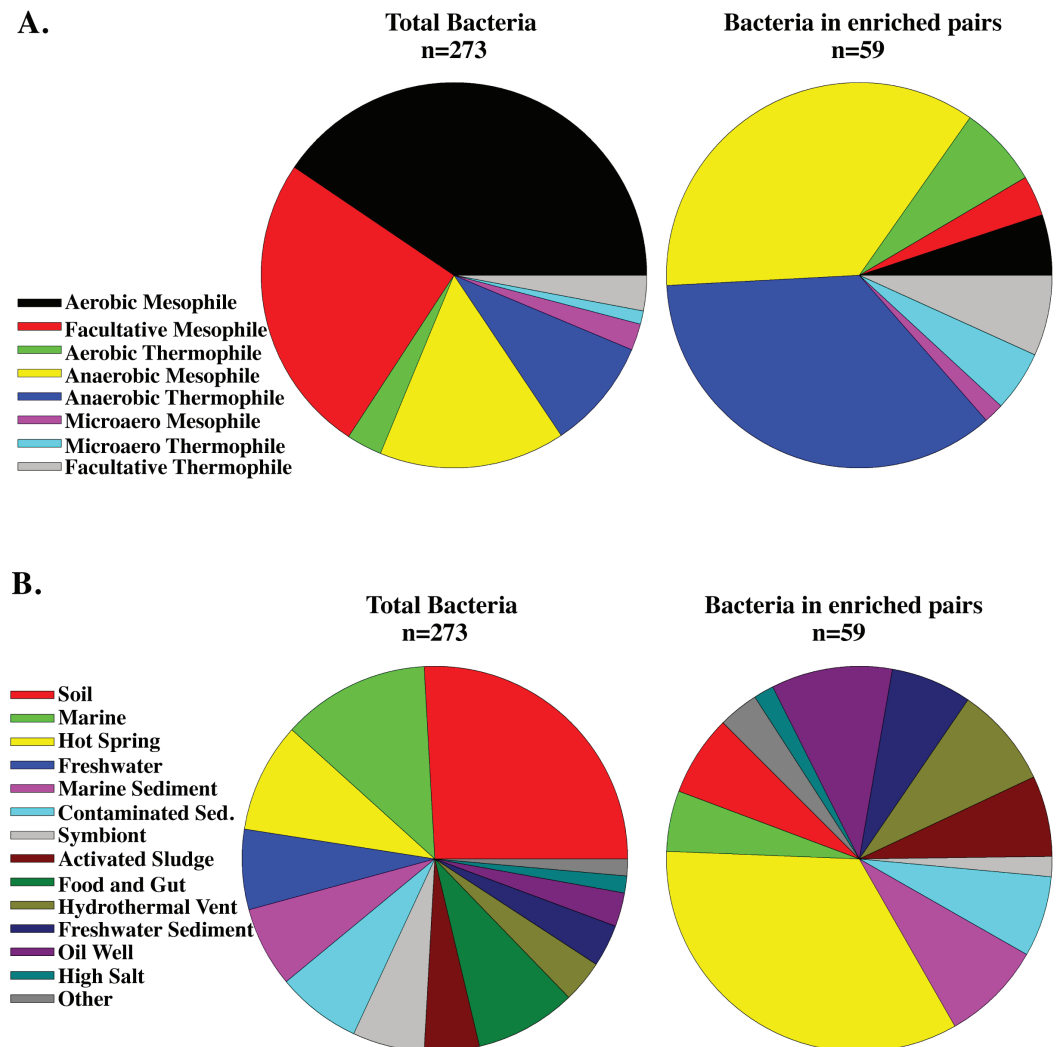 A.
Total Bacteria
n=273
Bacteria in enriched pairs
n=59
Aerobic Mesophile
Facultative Mesophile
Aerobic Thermophile
Anaerobic Mesophile
Anaerobic Thermophile
Microaero Mesophile
Microaero Thermophile
Facultative Thermophile
B.
Total Bacteria
n=273
Bacteria in enriched pairs
n=59
Soil
Marine
Hot Spring
Freshwater
Marine Sediment
Contaminated Sed.
Symbiont
Activated Sludge
Food and Gut
Hydrothermal Vent
Freshwater Sediment
Oil Well
High Salt
Other